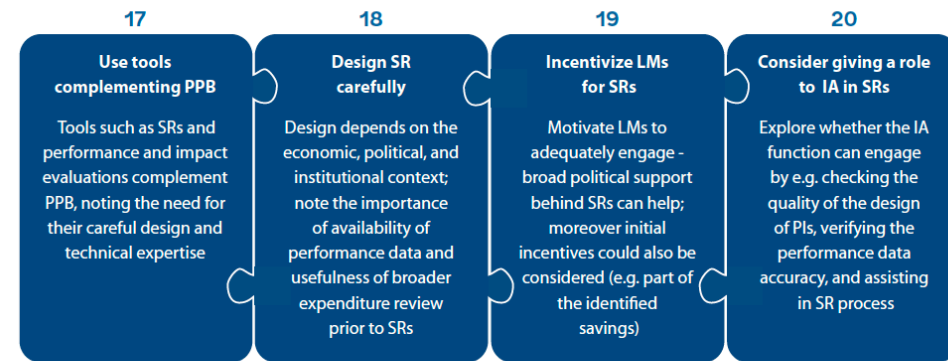 17
Use tools
complementing PPB
Tools such as SRs and
performance and impact
evaluations complement
PPB, noting the need for
their careful design and
technical expertise
18
Design SR
carefully
Design depends on the
economic, political, and
institutional context;
note the importance
of availability of
performance data and
usefulness of broader
expenditure review
prior to SRs
19
Incentivize LMs
for SRs
Motivate LMs to
adequately engage -
broad political support
behind SRs can help;
moreover initial
incentives could also be
considered (e.g. part of
the identified
savings)
20
Consider giving a role
to IA in SRs
Explore whether the IA
function can engage
by e.g. checking the
quality of the design
of PIs, verifying the
performance data
accuracy, and assisting
in SR process